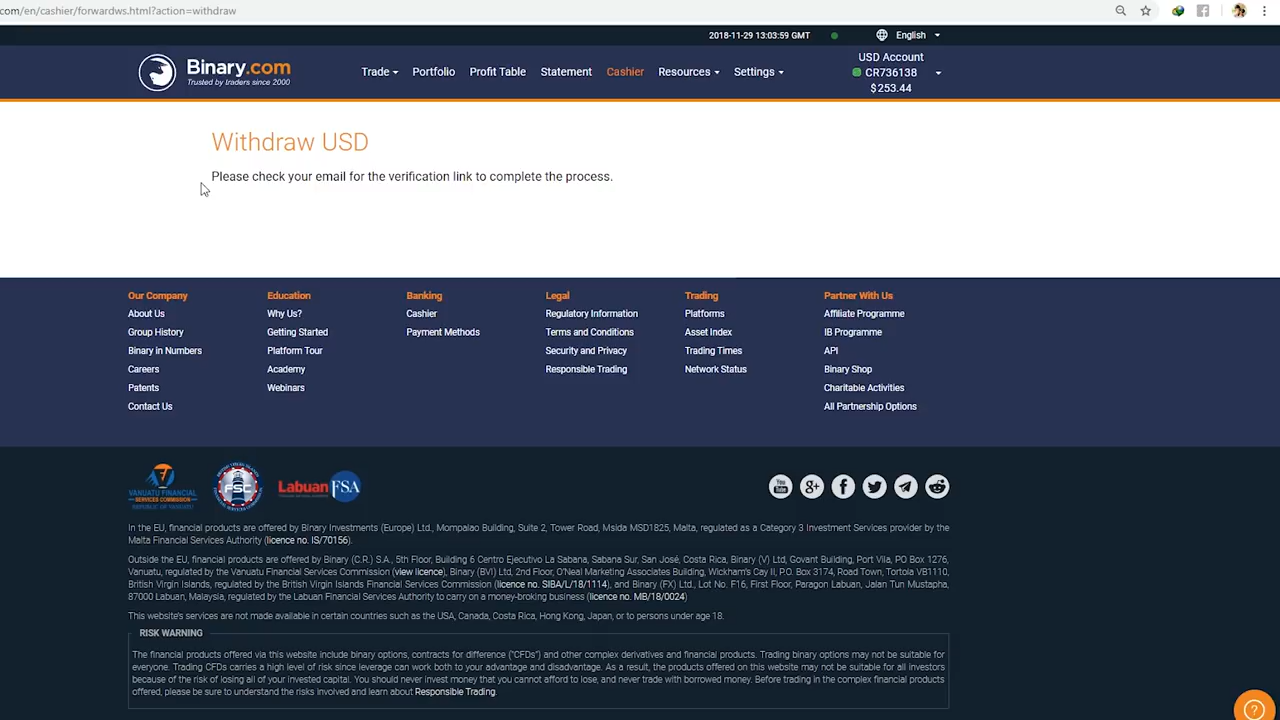 com/en/cashier/forwardws.html?action=withdraw
2018-11-29 13:03:59 GMT
English
Binary.com
Trusted by traders since 2000
Trade
Portfolio
Profit Table
Statement
Cashier
Resources
Settings
USD Account
CR736138
$253.44
Withdraw USD
Please check your email for the verification link to complete the process.
Our Company
About Us
Group History
Binary in Numbers
Careers
Patents
Contact Us
Education
Why Us?
Getting Started
Platform Tour
Academy
Webinars
Banking
Cashier
Payment Methods
Legal
Regulatory Information
Terms and Conditions
Security and Privacy
Responsible Trading
Trading
Platforms
Asset Index
Trading Times
Network Status
Partner With Us
Affiliate Programme
IB Programme
API
Binary Shop
Charitable Activities
All Partnership Options
VANUATU FINANCIAL
SERVICES COMMISSION
REPUBLIC OF VANUATU
FSC
Labuan FSA
You Tube
g+
In the EU, financial products are offered by Binary Investments (Europe) Ltd., Mompalao Building, Suite 2, Tower Road, Msida MSD1825, Malta, regulated as a Category 3 Investment Services provider by the
Malta Financial Services Authority (licence no. IS/70156).
Outside the EU, financial products are offered by Binary (C.R.) S.A., 5th Floor, Building 6 Centro Ejecutivo La Sabana, Sabana Sur, San José, Costa Rica, Binary (V) Ltd, Govant Building, Port Vila, PO Box 1276,
Vanuatu, regulated by the Vanuatu Financial Services Commission (view licence), Binary (BVI) Ltd, 2nd Floor, O'Neal Marketing Associates Building, Wickham's Cay II, P.O. Box 3174, Road Town, Tortola VB1110,
British Virgin Islands, regulated by the British Virgin Islands Financial Services Commission (licence no. SIBA/L/18/1114), and Binary (FX) Ltd., Lot No. F16, First Floor, Paragon Labuan, Jalan Tun Mustapha,
87000 Labuan, Malaysia, regulated by the Labuan Financial Services Authority to carry on a money-broking business (licence no. MB/18/0024)
This website's services are not made available in certain countries such as the USA, Canada, Costa Rica, Hong Kong, Japan, or to persons under age 18.
RISK WARNING
The financial products offered via this website include binary options, contracts for difference ("CFDs") and other complex derivatives and financial products. Trading binary options may not be suitable for
everyone. Trading CFDs carries a high level of risk since leverage can work both to your advantage and disadvantage. As a result, the products offered on this website may not be suitable for all investors
because of the risk of losing all of your invested capital. You should never invest money that you cannot afford to lose, and never trade with borrowed money. Before trading in the complex financial products
offered, please be sure to understand the risks involved and learn about Responsible Trading.
?